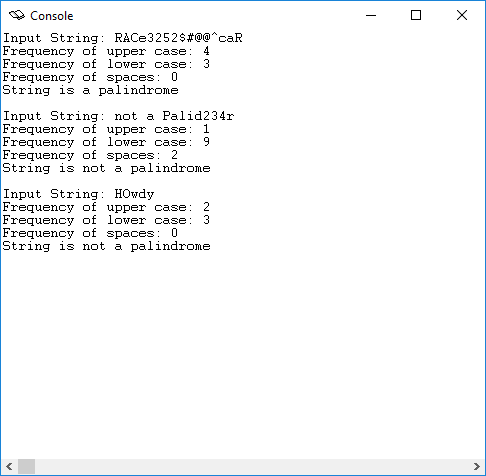 Console
Input String: RACe3252$#@@^caR
Frequency of upper case: 4
Frequency of lower case: 3
Frequency of spaces: 0
String is a palindrome
Input String: not a Palid234r
Frequency of upper case: 1
Frequency of lower case: 9
Frequency of spaces: 2
String is not a palindrome
Input String: HOwdy
Frequency of upper case: 2
Frequency of lower case: 3
Frequency of spaces: 0
String is not a palindrome